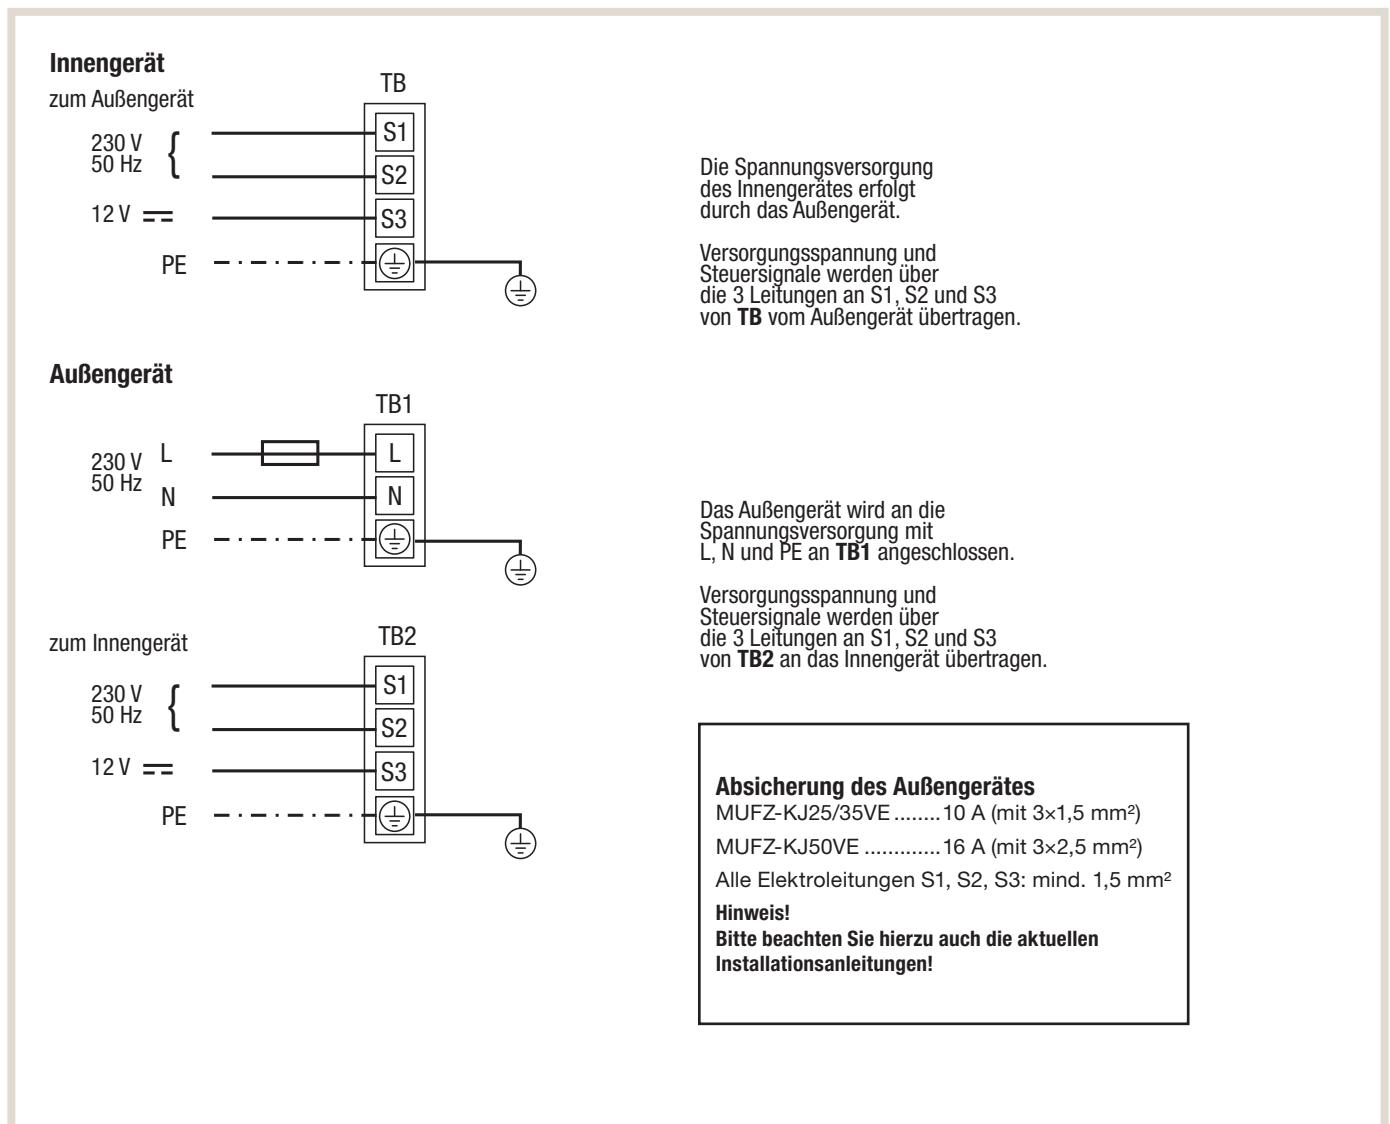 Innengerät
zum Außengerät
TB
230 V
50 Hz
12 V
PE
S1
S2
S3
Die Spannungsversorgung
des Innengerätes erfolgt
durch das Außengerät.
Versorgungsspannung und
Steuersignale werden über
die 3 Leitungen an S1, S2 und S3
von TB vom Außengerät übertragen.
Außengerät
TB1
230 V
50 Hz
L
N
PE
L
N
Das Außengerät wird an die
Spannungsversorgung mit
L, N und PE an TB1 angeschlossen.
Versorgungsspannung und
Steuersignale werden über
die 3 Leitungen an S1, S2 und S3
von TB2 an das Innengerät übertragen.
zum Innengerät
TB2
230 V
50 Hz
12 V
PE
S1
S2
S3
Absicherung des Außengerätes
MUFZ-KJ25/35VE ........10 A (mit 3×1,5 mm²)
MUFZ-KJ50VE .............16 A (mit 3×2,5 mm²)
Alle Elektroleitungen S1, S2, S3: mind. 1,5 mm²
Hinweis!
Bitte beachten Sie hierzu auch die aktuellen
Installationsanleitungen!